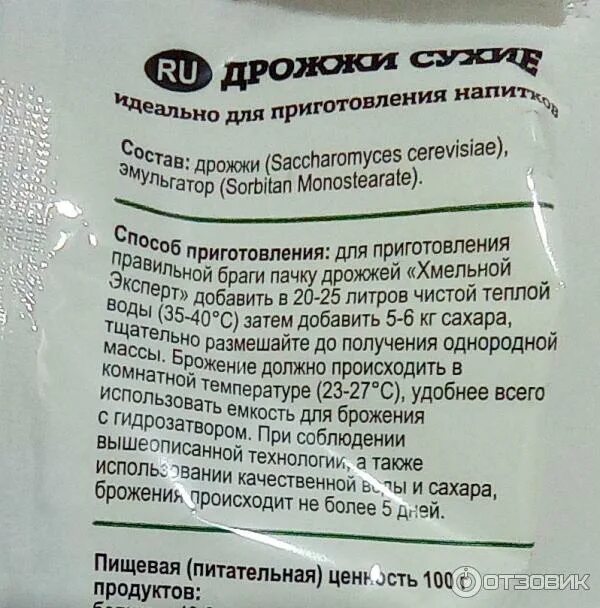 RU ДРОЖЖИ СУХИЕ
идеально для приготовления напитков
Состав: дрожжи (Saccharomyces cerevisiae),
эмульгатор (Sorbitan Monostearate).
Способ приготовления: для приготовления
правильной браги пачку дрожжей «Хмельной
Эксперт» добавить в 20-25 литров чистой теплой
воды (35-40°С) затем добавить 5-6 кг сахара,
тщательно размешайте до получения однородной
массы. Брожение должно происходить в
комнатной температуре (23-27°С), удобнее всего
использовать емкость для брожения
с гидрозатвором. При соблюдении
вышеописанной технологии, а также
использовании качественной воды и сахара,
брожения происходит не более 5 дней.
Пищевая (питательная) ценность 100г
продуктов:
ОТЗОВИК